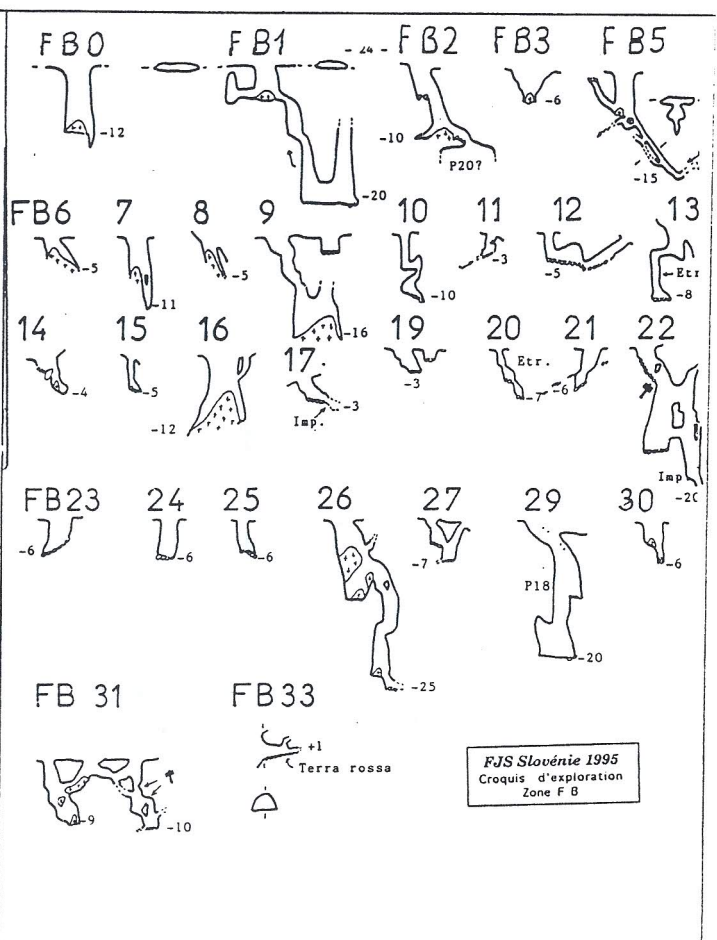 - 24 -
FB0 FB1 FB2 FB3 FB5
-12 -20 -10 P20? -6 -15
FB6 7 8 9 10 11 12 13
-5 -11 -5 -16 -10 -3 -5 Etr -8
14 15 16 17. 19 20 21 22
-4 -5 -12 Imp. -3 -3 Etr. -7 -6 Imp -20
FB23 24 25 26 27 29 30
-6 -6 -6 -25 -7 P18 -20 -6
FB 31 FB33
-9 -10 +1
Terra rossa
FJS Slovénie 1995
Croquis d'exploration
Zone F B